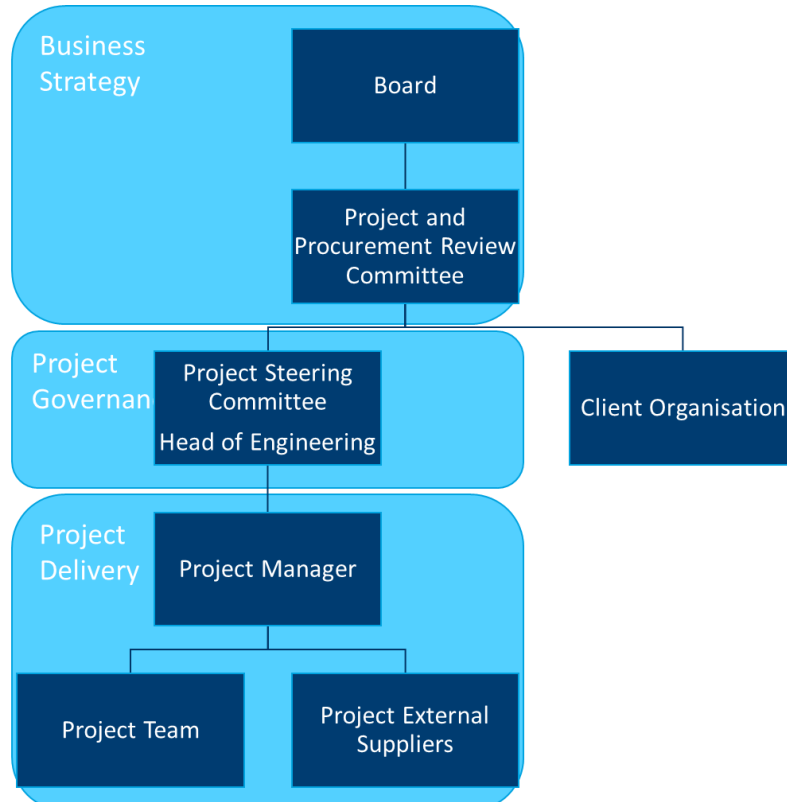 Business
Strategy
Board
Project and
Procurement Review
Committee
Project
Governanc
Project Steering
Committee
Head of Engineering
Client Organisation
Project
Delivery
Project Manager
Project Team
Project External
Suppliers